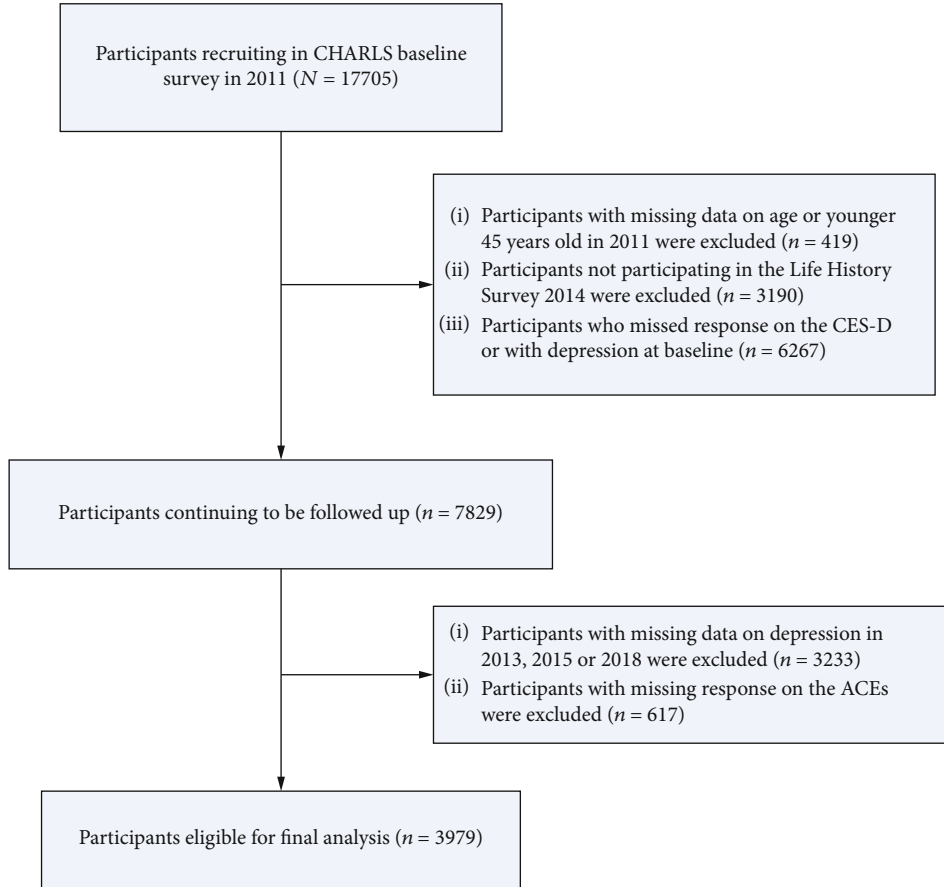 Participants recruiting in CHARLS baseline
survey in 2011 (N = 17705)
(i) Participants with missing data on age or younger
45 years old in 2011 were excluded (n = 419)
(ii) Participants not participating in the Life History
Survey 2014 were excluded (n = 3190)
(iii) Participants who missed response on the CES-D
or with depression at baseline (n = 6267)
Participants continuing to be followed up (n = 7829)
(i) Participants with missing data on depression in
2013, 2015 or 2018 were excluded (n = 3233)
(ii) Participants with missing response on the ACEs
were excluded (n = 617)
Participants eligible for final analysis (n = 3979)